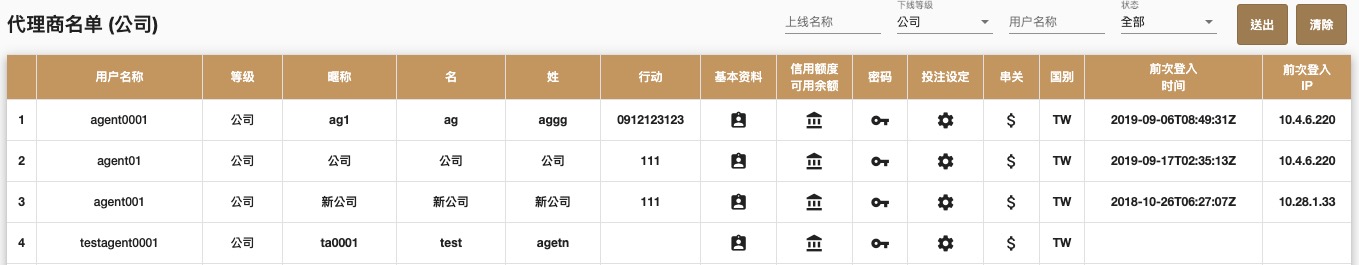 代理商名单 (公司)
上线名称
下线等级
公司
用户名称
状态
全部
送出
清除
用户名称 等级 暱称 名 姓 行动 基本资料 信用额度 可用余额 密码 投注设定 串关 国别 前次登入 时间 前次登入 IP
1 agent0001 公司 ag1 ag aggg 0912123123 $ TW 2019-09-06T08:49:31Z 10.4.6.220
2 agent01 公司 公司 公司 公司 111 $ TW 2019-09-17T02:35:13Z 10.4.6.220
3 agent001 公司 新公司 新公司 新公司 111 $ TW 2018-10-26T06:27:07Z 10.28.1.33
4 testagent0001 公司 ta0001 test agetn $ TW